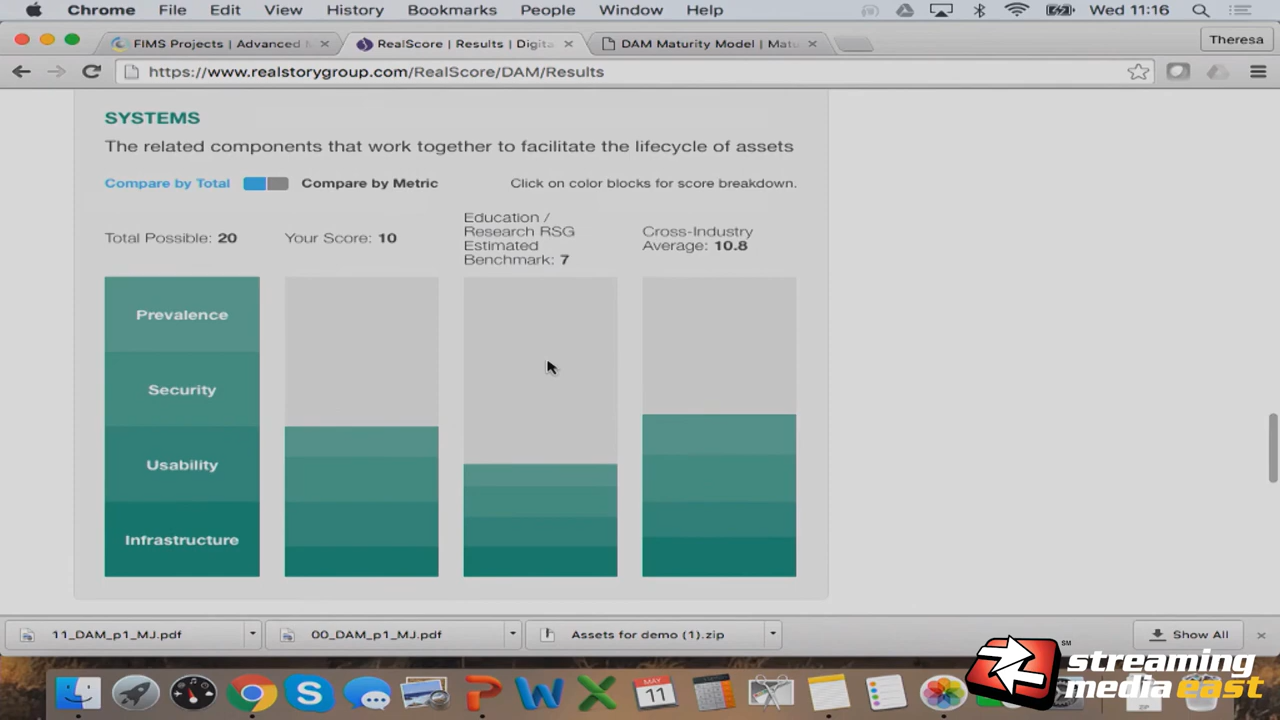 Chrome File Edit View History Bookmarks People Window Help Wed 11:16
FIMS Projects | Advanced M
RealScore | Results | Digita
DAM Maturity Model | Matu
Theresa
https://www.realstorygroup.com/RealScore/DAM/Results
SYSTEMS
The related components that work together to facilitate the lifecycle of assets
Compare by Total Compare by Metric Click on color blocks for score breakdown.
Total Possible: 20
Your Score: 10
Education /
Research RSG
Estimated
Benchmark: 7
Cross-Industry
Average: 10.8
Prevalence
Security
Usability
Infrastructure
11_DAM_p1_MJ.pdf
00_DAM_p1_MJ.pdf
Assets for demo (1).zip
Show All
MAY
11
streaming
media east
SM
ZIP